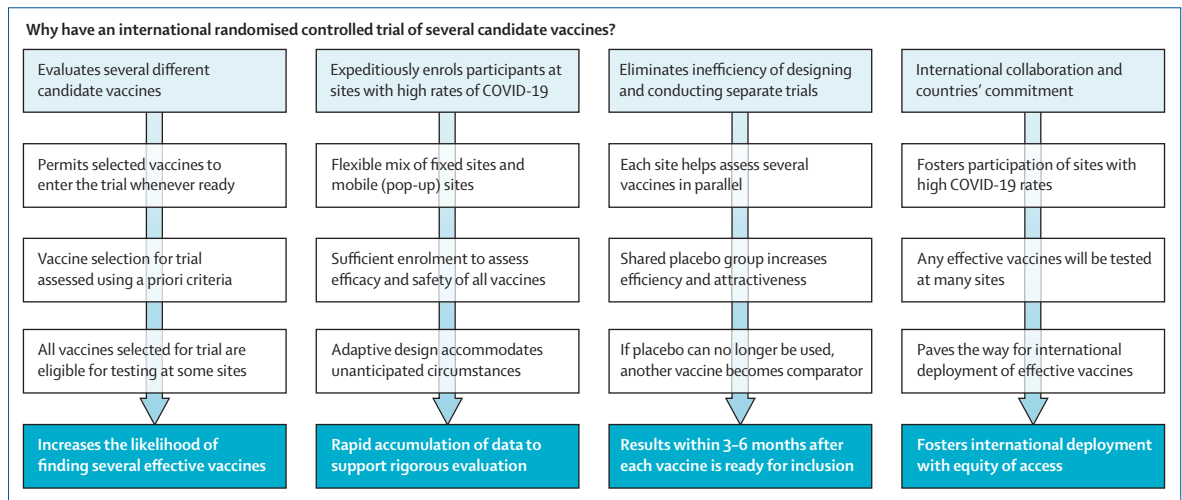 Why have an international randomised controlled trial of several candidate vaccines?
Evaluates several different
candidate vaccines
Permits selected vaccines to
enter the trial whenever ready
Vaccine selection for trial
assessed using a priori criteria
All vaccines selected for trial are
eligible for testing at some sites
Increases the likelihood of
finding several effective vaccines
Expeditiously enrols participants at
sites with high rates of COVID-19
Flexible mix of fixed sites and
mobile (pop-up) sites
Sufficient enrolment to assess
efficacy and safety of all vaccines
Adaptive design accommodates
unanticipated circumstances
Rapid accumulation of data to
support rigorous evaluation
Eliminates inefficiency of designing
and conducting separate trials
Each site helps assess several
vaccines in parallel
Shared placebo group increases
efficiency and attractiveness
If placebo can no longer be used,
another vaccine becomes comparator
Results within 3–6 months after
each vaccine is ready for inclusion
International collaboration and
countries’ commitment
Fosters participation of sites with
high COVID-19 rates
Any effective vaccines will be tested
at many sites
Paves the way for international
deployment of effective vaccines
Fosters international deployment
with equity of access